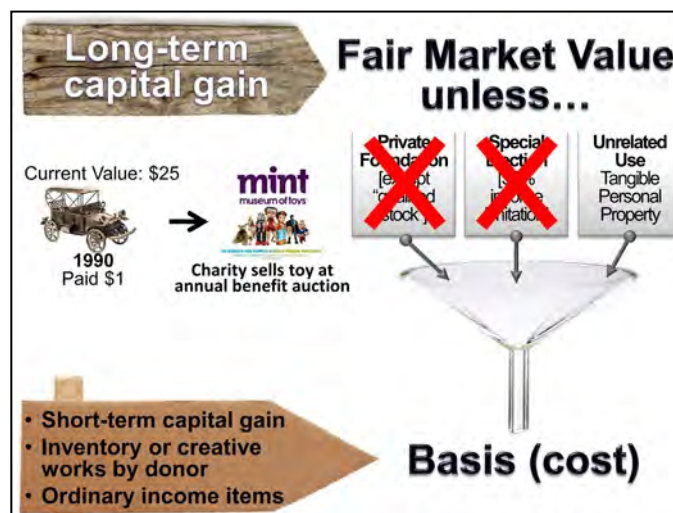 Long-term
capital gain
Fair Market Value
unless…
Private
Foundation
[except
stock"]
Special
Election
Unrelated
Use
Tangible
Personal
Property
Current Value: $25
1990
Paid $1
mint
museum of toys
Charity sells toy at
annual benefit auction
• Short-term capital gain
• Inventory or creative
works by donor
• Ordinary income items
Basis (cost)